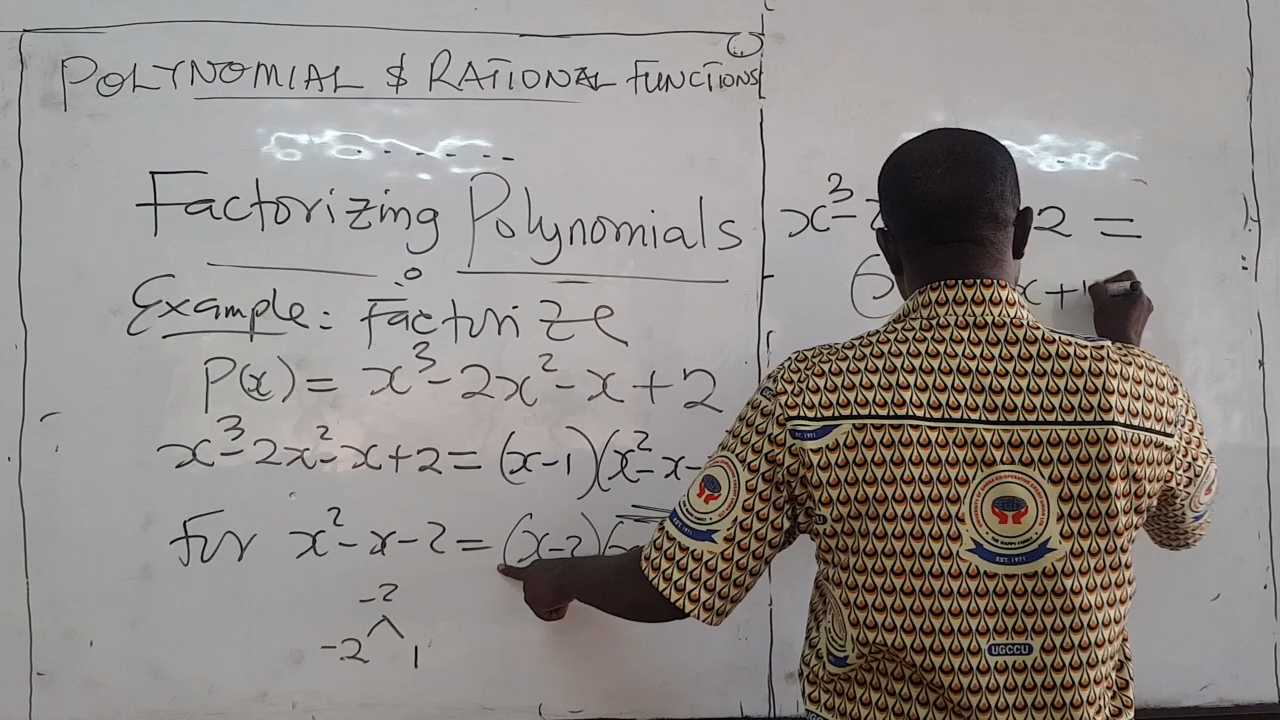 POLYNOMIAL & RATIONAL FUNCTIONS
Factorizing Polynomials
Example: Factorize
P(x) = x³-2x²-x+2
x³-2x²-x+2=(x-1)(x²-x-
for x²-x-2=(x-2)(
-2
-2 1
x³- 2 =
x+1
UGCCU